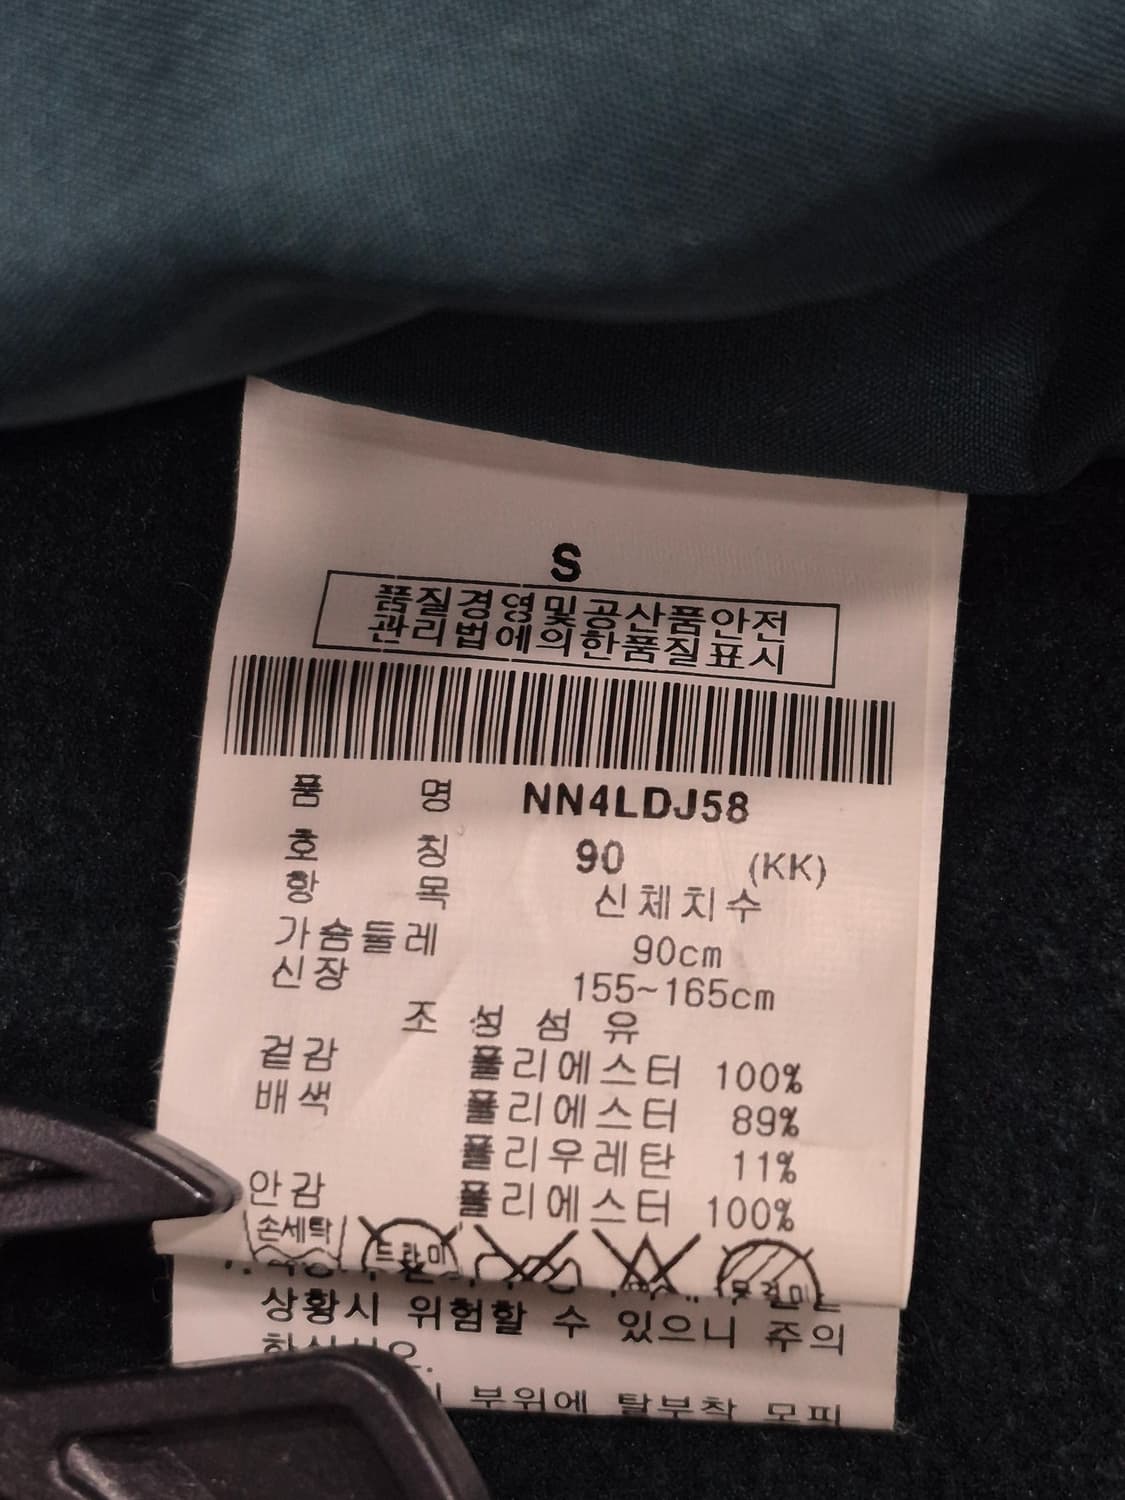 S
품질경영및공산품안전
관리법에의한품질표시
품 명 NN4LDJ58
호 칭 90 (KK)
항 목 신체치수
가슴둘레 90cm
신장 155~165cm
조 성 섬 유
겉감 폴리에스터 100%
배색 폴리에스터 89%
폴리우레탄 11%
안감 폴리에스터 100%
손세탁 드라이
상황시 위험할 수 있으니 주의
부위에 탈부착 모피